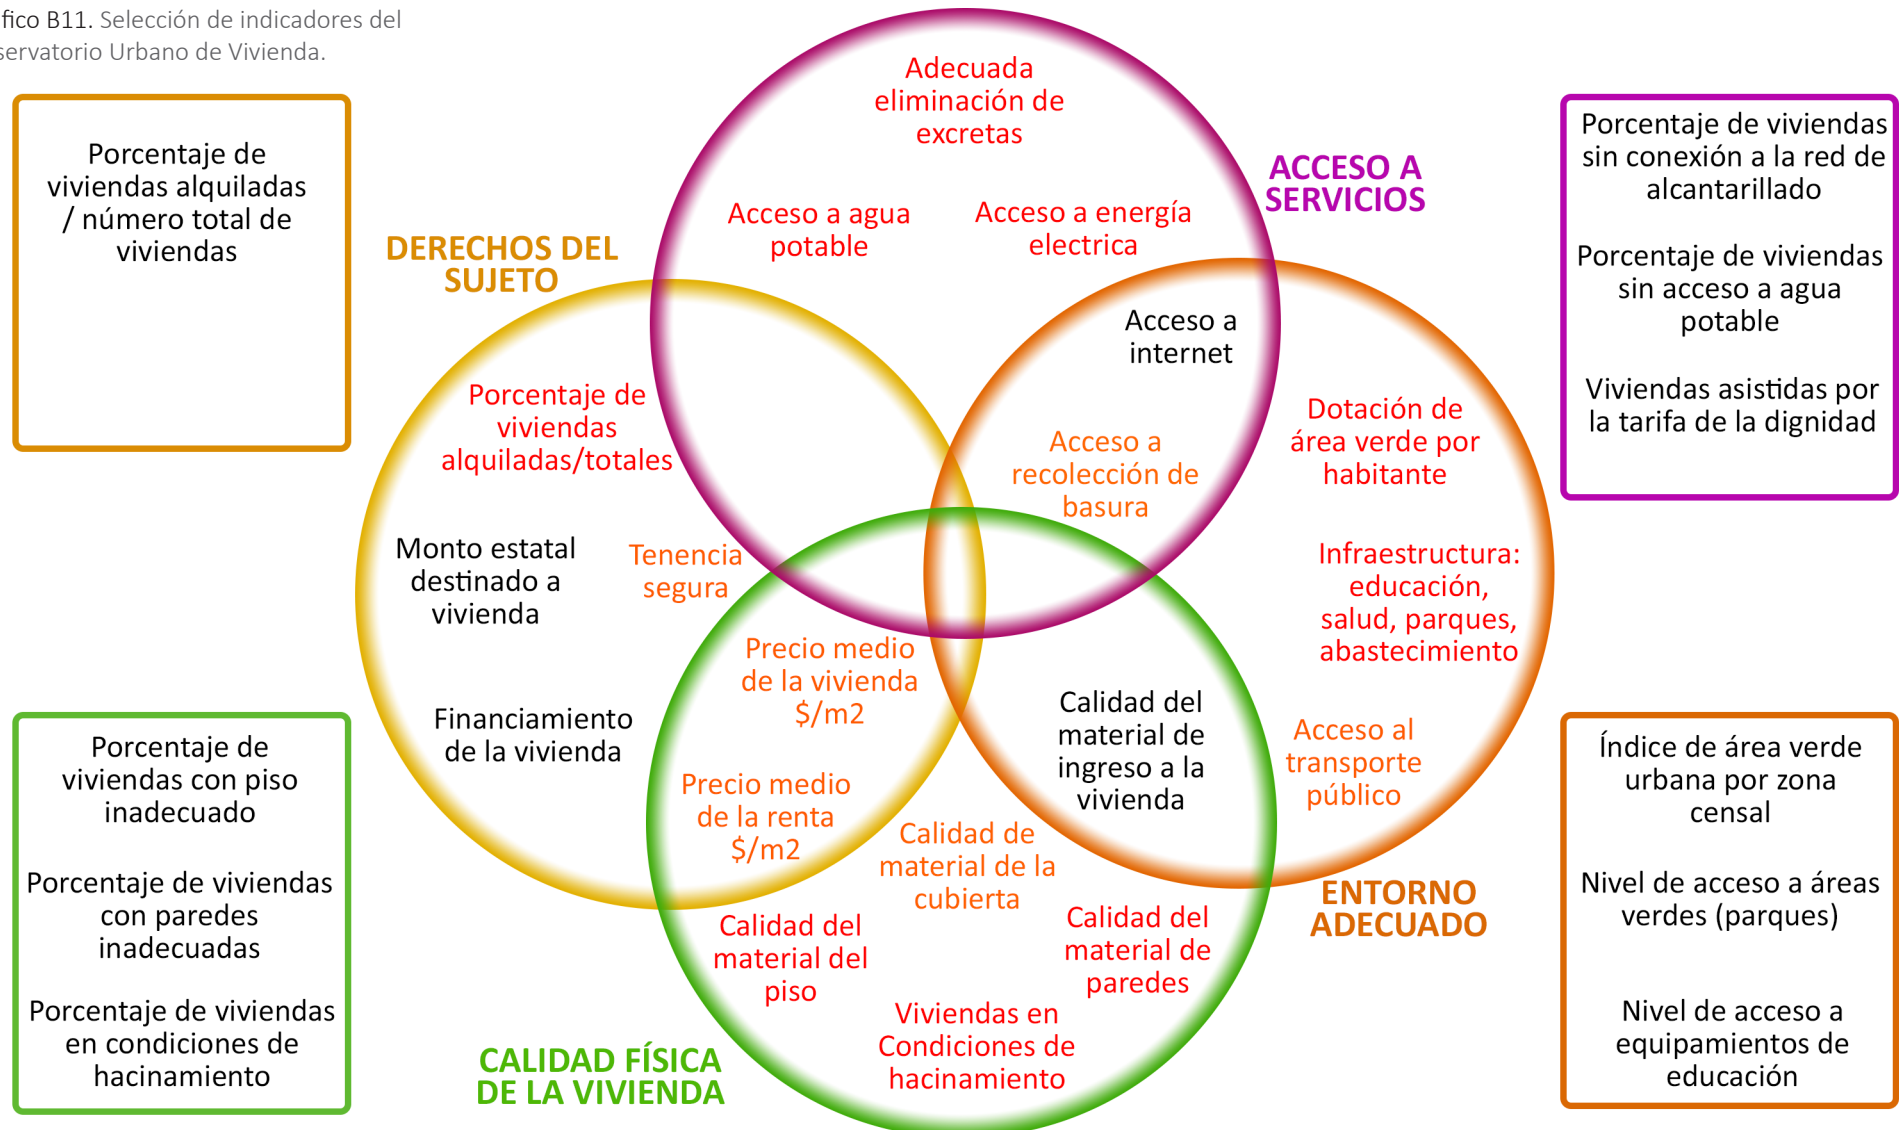 fico B11. Selección de indicadores del
servatorio Urbano de Vivienda.
Porcentaje de
viviendas alquiladas
/ número total de
viviendas
DERECHOS DEL
SUJETO
Adecuada
eliminación de
excretas
Acceso a agua
potable
Acceso a energía
electrica
ACCESO A
SERVICIOS
Porcentaje de viviendas
sin conexión a la red de
alcantarillado
Porcentaje de viviendas
sin acceso a agua
potable
Viviendas asistidas por
la tarifa de la dignidad
Acceso a
internet
Acceso a
recolección de
basura
Porcentaje de
viviendas
alquiladas/totales
Monto estatal
destinado a
vivienda
Tenencia
segura
Financiamiento
de la vivienda
Dotación de
área verde por
habitante
Infraestructura:
educación,
salud, parques,
abastecimiento
Acceso al
transporte
público
Precio medio
de la vivienda
$/m2
Precio medio
de la renta
$/m2
Calidad del
material de
ingreso a la
vivienda
Calidad de
material de la
cubierta
Calidad del
material del
piso
Calidad del
material de
paredes
Viviendas en
Condiciones de
hacinamiento
ENTORNO
ADECUADO
CALIDAD FÍSICA
DE LA VIVIENDA
Porcentaje de
viviendas con piso
inadecuado
Porcentaje de viviendas
con paredes
inadecuadas
Porcentaje de viviendas
en condiciones de
hacinamiento
Índice de área verde
urbana por zona
censal
Nivel de acceso a áreas
verdes (parques)
Nivel de acceso a
equipamientos de
educación